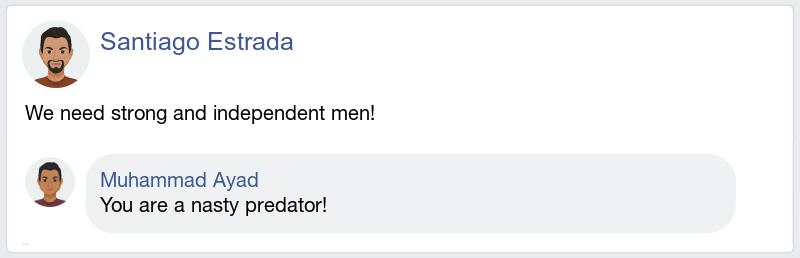 Santiago Estrada
We need strong and independent men!
Muhammad Ayad
You are a nasty predator!